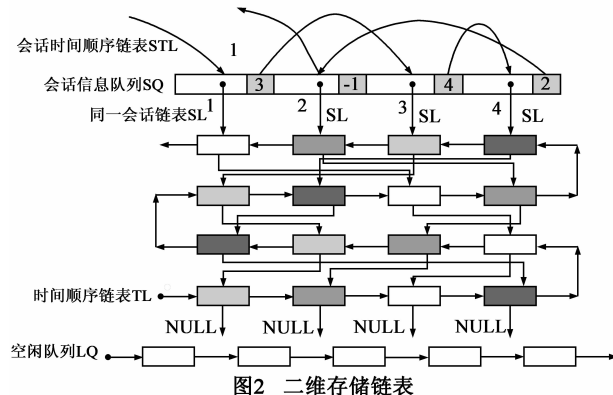 会话时间顺序链表STL
1
会话信息队列SQ
3
-1
4
2
同一会话链表SL
1
2
SL
3
SL
4
SL
时间顺序链表TL
NULL
NULL
NULL
NULL
空闲队列LQ
图2 二维存储链表